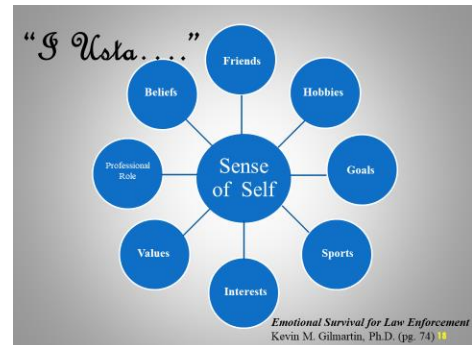 “I Usta....”
Friends
Hobbies
Goals
Sports
Interests
Values
Professional
Role
Beliefs
Sense
of Self
Emotional Survival for Law Enforcement
Kevin M. Gilmartin, Ph.D. (pg. 74) 18